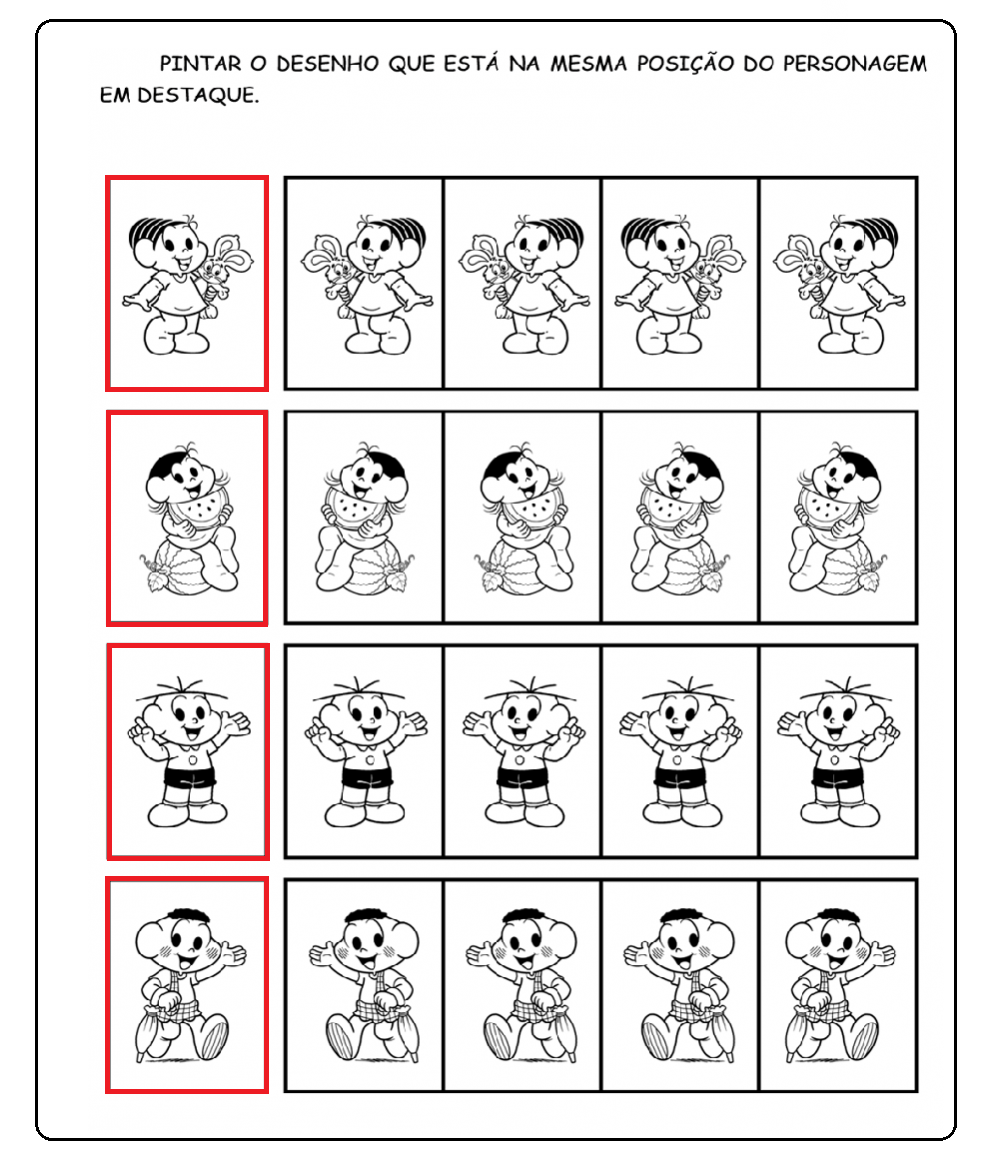 PINTAR O DESENHO QUE ESTÁ NA MESMA POSIÇÃO DO PERSONAGEM
EM DESTAQUE.